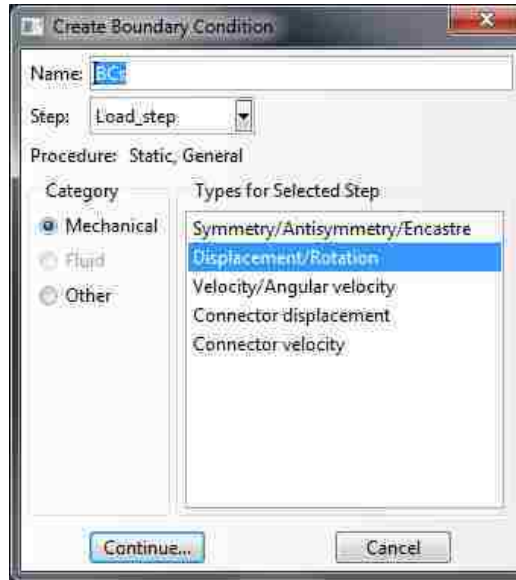 Create Boundary Condition
Name: BCs
Step: Load_step
Procedure: Static, General
Category
Types for Selected Step
Mechanical
Fluid
Other
Symmetry/Antisymmetry/Encastre
Displacement/Rotation
Velocity/Angular velocity
Connector displacement
Connector velocity
Continue...
Cancel